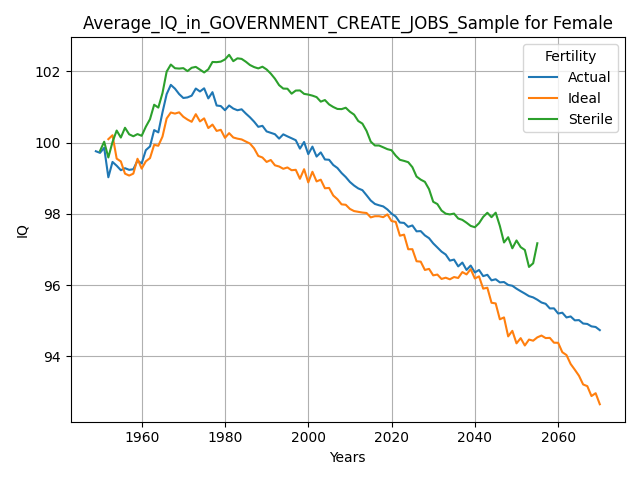 Average_IQ_in_GOVERNMENT_CREATE_JOBS_Sample for Female
Fertility
Actual
Ideal
Sterile
102
100
98
96
94
IQ
1960
1980
2000
2020
2040
2060
Years